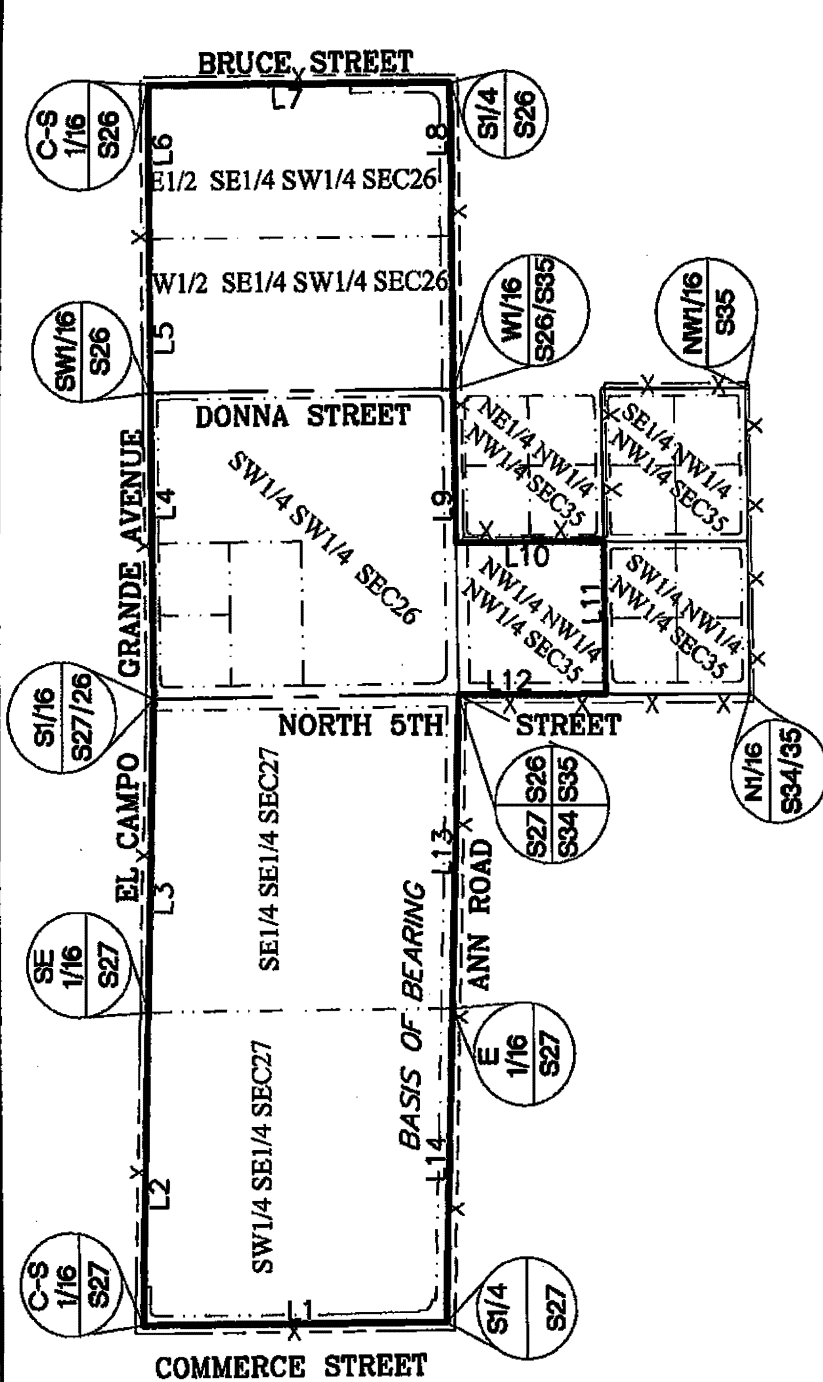 BRUCE STREET
L7
C-S
1/16
S26
S1/4
S26
L6
L8
E1/2 SE1/4 SW1/4 SEC26
W1/2 SE1/4 SW1/4 SEC26
L5
SW1/16
S26
W1/16
S26/S35
NW1/16
S35
DONNA STREET
EL CAMPO GRANDE AVENUE
L4
L9
SW1/4 SW1/4 SEC26
NE1/4 NW1/4
NW1/4 SEC35
SE1/4 NW1/4
NW1/4 SEC35
L10
NW1/4 NW1/4
NW1/4 SEC35
L11
SW1/4 NW1/4
NW1/4 SEC35
L12
S1/16
S27/26
NORTH 5TH STREET
S27 S26
S34 S35
N1/16
S34/35
L3
SE1/4 SE1/4 SEC27
L13
ANN ROAD
BASIS OF BEARING
SE
1/16
S27
E
1/16
S27
SW1/4 SE1/4 SEC27
L2
L14
C-S
1/16
S27
L1
S1/4
S27
COMMERCE STREET